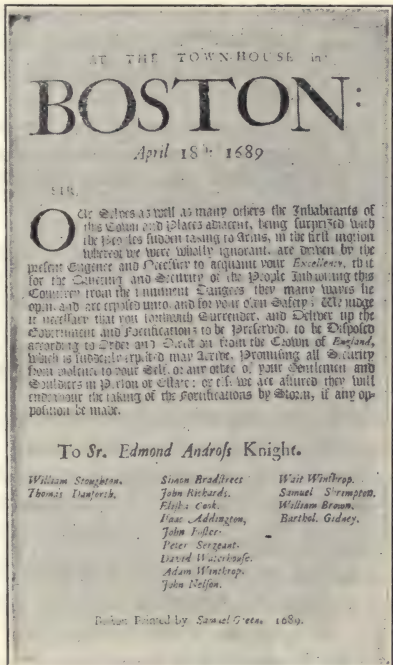 AT THE TOWN-HOUSE in
BOSTON:
April 18th 1689
SIR,
OUr Selves as well as many others the Inhabitants of
this Town and Places adjacent, being surprized with
the Peoples sudden taking to Arms, in the first motion
whereof we were wholly ignorant, are driven by the
present Exigence and Necessity to acquaint your Excellency, that
for the Quieting and Security of the People Inhabiting this
Countrey from the imminent Dangers they many wayes lie
open, and are exposed unto, and for your own Safety; We judge
it necessary that you forthwith Surrender, and Deliver up the
Government and Fortifications to be Preserved, to be Disposed
according to Order and Direction from the Crown of England,
which is suddenly expected may Arrive, Promising all Security
from violence to your Self, or any other of your Gentlemen and
Souldiers in Person or Estate: or else we are assured they will
endeavour the taking of the Fortifications by Storm, if any op-
position be made.
To Sr. Edmond Andross Knight.
William Stoughton. Simon Bradstreet Wait Winthrop.
Thomas Danforth. John Richards. Samuel Shrimpton.
Elisha Cook. William Brown.
Isaac Addington, Barthol. Gidney.
John Foster.
Peter Sergeant.
David Waterhouse.
Adam Winthrop.
John Nelson.
Boston Printed by Samuel Green 1689.